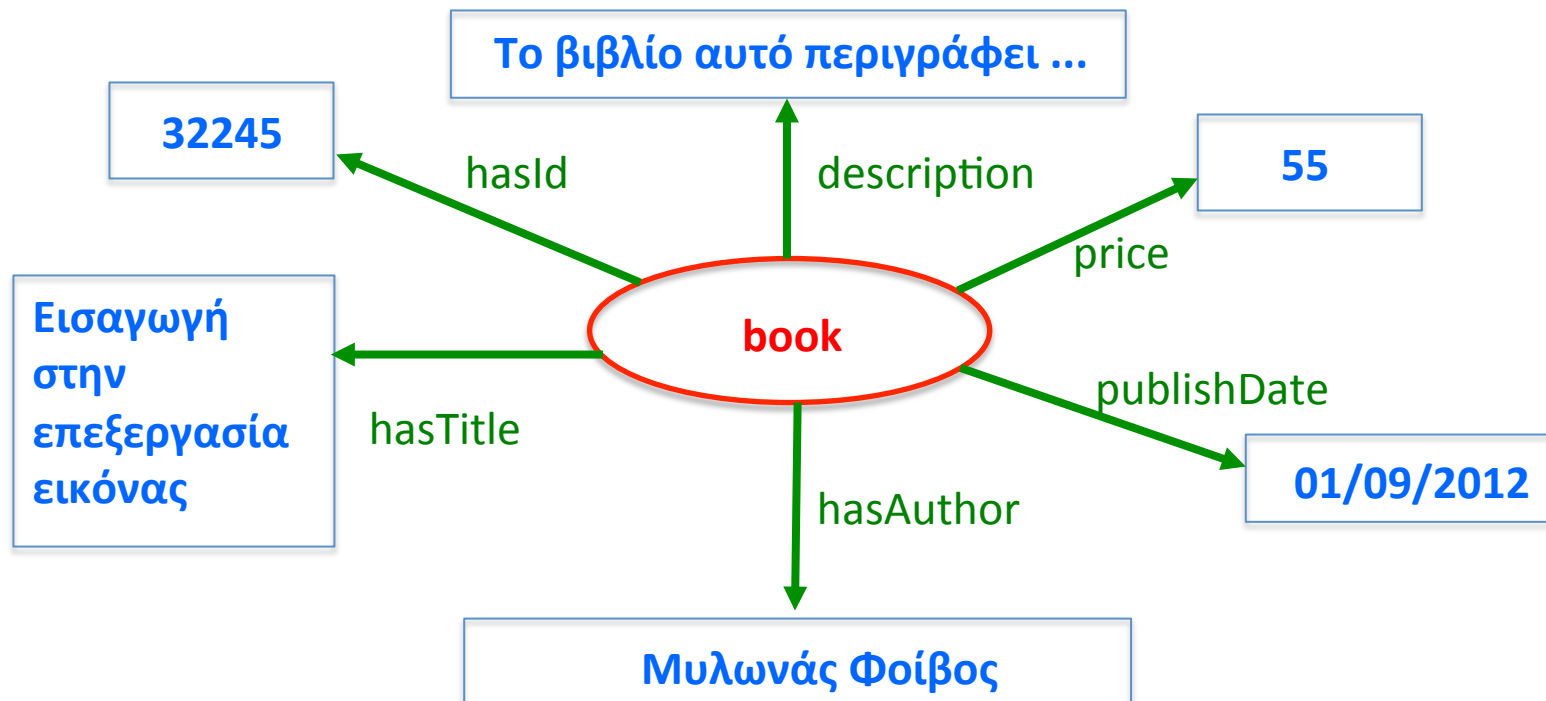 Το βιβλίο αυτό περιγράφει ...
32245
hasId
description
55
price
Εισαγωγή
στην
επεξεργασία
εικόνας
book
publishDate
hasTitle
01/09/2012
hasAuthor
Μυλωνάς Φοίβος